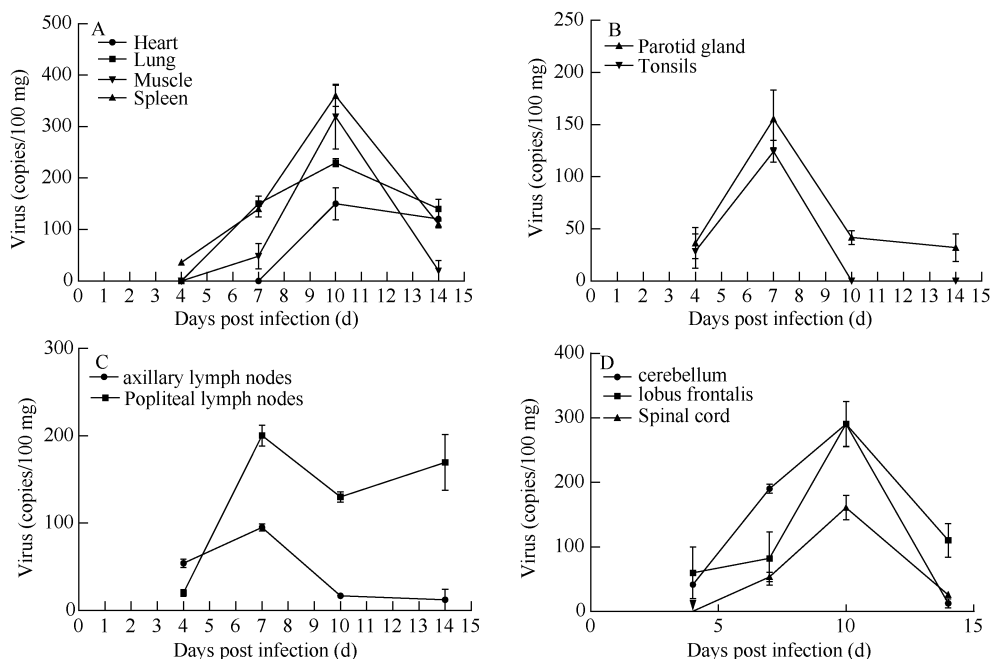 A
Heart
Lung
Muscle
Spleen
Virus (copies/100 mg)
500
400
300
200
100
0
0 1 2 3 4 5 6 7 8 9 10 11 12 13 14 15
Days post infection (d)
B
Parotid gland
Tonsils
Virus (copies/100 mg)
250
200
150
100
50
0
0 1 2 3 4 5 6 7 8 9 10 11 12 13 14 15
Days post infection (d)
C
axillary lymph nodes
Popliteal lymph nodes
Virus (copies/100 mg)
300
200
100
0
0 1 2 3 4 5 6 7 8 9 10 11 12 13 14 15
Days post infection (d)
D
cerebellum
lobus frontalis
Spinal cord
Virus (copies/100 mg)
400
300
200
100
0
0 5 10 15
Days post infection (d)